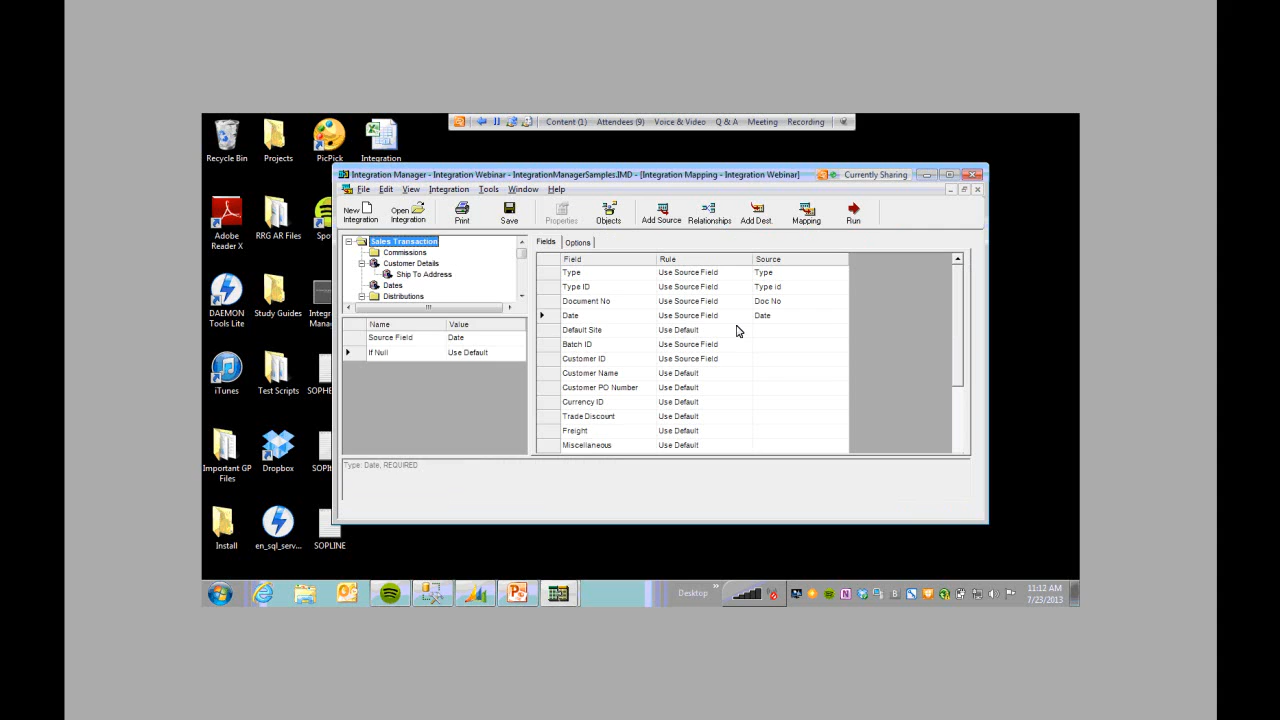 Content (1) Attendees (9) Voice & Video Q & A Meeting Recording
Recycle Bin Projects PicPick Integration
Integration Manager - Integration Webinar - IntegrationManagerSamples.IMD - [Integration Mapping - Integration Webinar] Currently Sharing
File Edit View Integration Tools Window Help
New Integration Open Integration Print Save Properties Objects Add Source Relationships Add Dest. Mapping Run
Adobe Reader X RRG AR Files Spot
Sales Transaction
Commissions
Customer Details
Ship To Address
Dates
Distributions
Fields Options
Field Rule Source
Type Use Source Field Type
Type ID Use Source Field Type id
Document No Use Source Field Doc No
Date Use Source Field Date
Default Site Use Default
Batch ID Use Source Field
Customer ID Use Source Field
Customer Name Use Default
Customer PO Number Use Default
Currency ID Use Default
Trade Discount Use Default
Freight Use Default
Miscellaneous Use Default
Name Value
Source Field Date
If Null Use Default
Type: Date, REQUIRED
DAEMON Tools Lite Study Guides Integ Mana
iTunes Test Scripts SOPHE
Important GP Files Dropbox
Install en_sql_serv... SOPLINE
Desktop
11:12 AM
7/23/2013